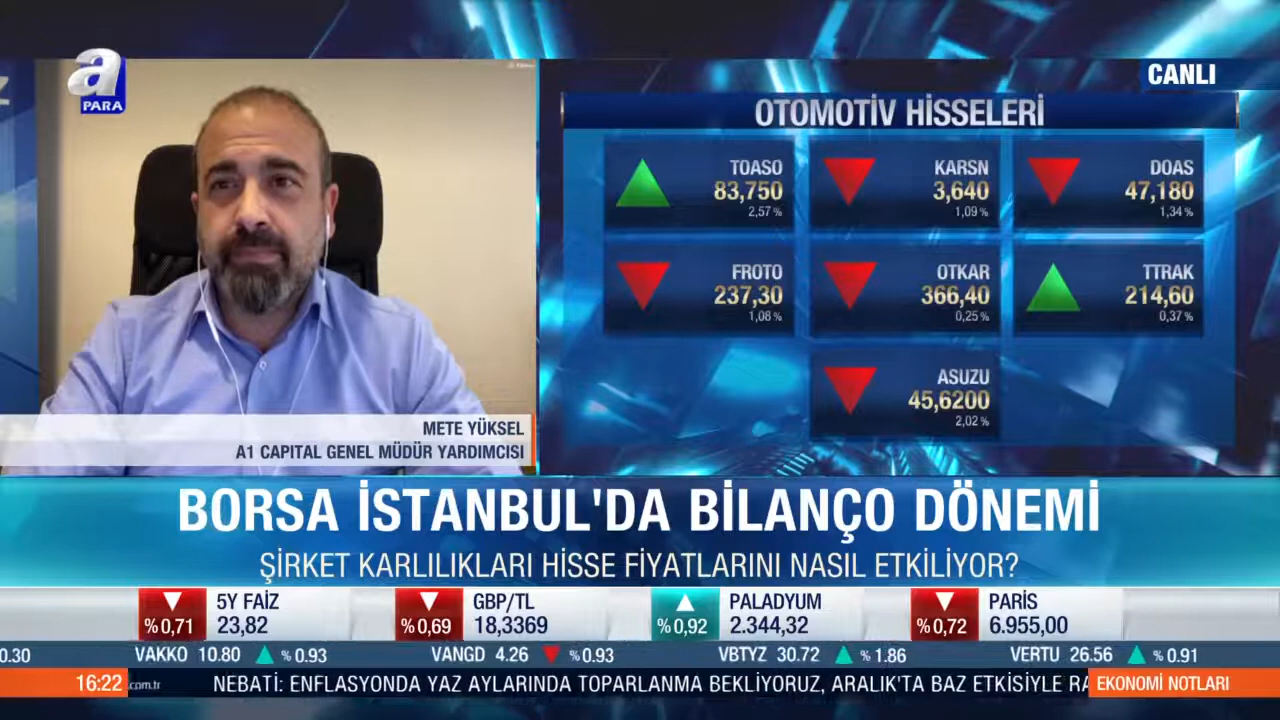 a
PARA
CANLI
OTOMOTİV HİSSELERİ
TOASO
83,750
2,57 %
KARSN
3,640
1,09 %
DOAS
47,180
1,34 %
FROTO
237,30
1,08 %
OTKAR
366,40
0,25 %
TTRAK
214,60
0,37 %
ASUZU
45,6200
2,02 %
METE YÜKSEL
A1 CAPITAL GENEL MÜDÜR YARDIMCISI
BORSA İSTANBUL'DA BİLANÇO DÖNEMİ
ŞİRKET KARLILIKLARI HİSSE FİYATLARINI NASIL ETKİLİYOR?
%0,71 5Y FAİZ 23,82
%0,69 GBP/TL 18,3369
%0,92 PALADYUM 2.344,32
%0,72 PARİS 6.955,00
0.30 VAKKO 10.80 %0.93 VANGD 4.26 %0.93 VBTYZ 30.72 %1.86 VERTU 26.56 %0.91
16:22 .com.tr NEBATİ: ENFLASYONDA YAZ AYLARINDA TOPARLANMA BEKLİYORUZ, ARALIK'TA BAZ ETKİSİYLE RA EKONOMİ NOTLARI